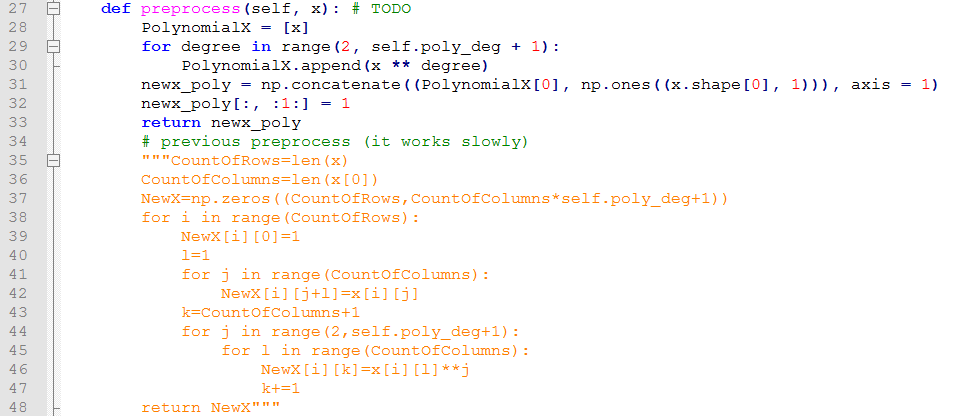 27 def preprocess(self, x): # TODO
28 PolynomialX = [x]
29 for degree in range(2, self.poly_deg + 1):
30 PolynomialX.append(x ** degree)
31 newx_poly = np.concatenate((PolynomialX[0], np.ones((x.shape[0], 1))), axis = 1)
32 newx_poly[:, :1:] = 1
33 return newx_poly
34 # previous preprocess (it works slowly)
35 """CountOfRows=len(x)
36 CountOfColumns=len(x[0])
37 NewX=np.zeros((CountOfRows,CountOfColumns*self.poly_deg+1))
38 for i in range(CountOfRows):
39 NewX[i][0]=1
40 l=1
41 for j in range(CountOfColumns):
42 NewX[i][j+l]=x[i][j]
43 k=CountOfColumns+1
44 for j in range(2,self.poly_deg+1):
45 for l in range(CountOfColumns):
46 NewX[i][k]=x[i][l]**j
47 k+=1
48 return NewX"""